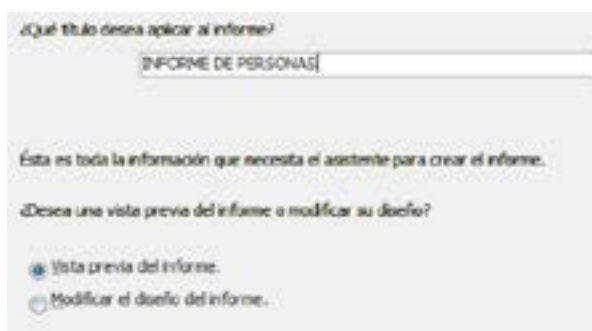 ¿Qué título desea aplicar al informe?
INFORME DE PERSONAS
Ésta es toda la información que necesita el asistente para crear el informe.
¿Desea una vista previa del informe o modificar su diseño?
Vista previa del informe.
Modificar el diseño del informe.